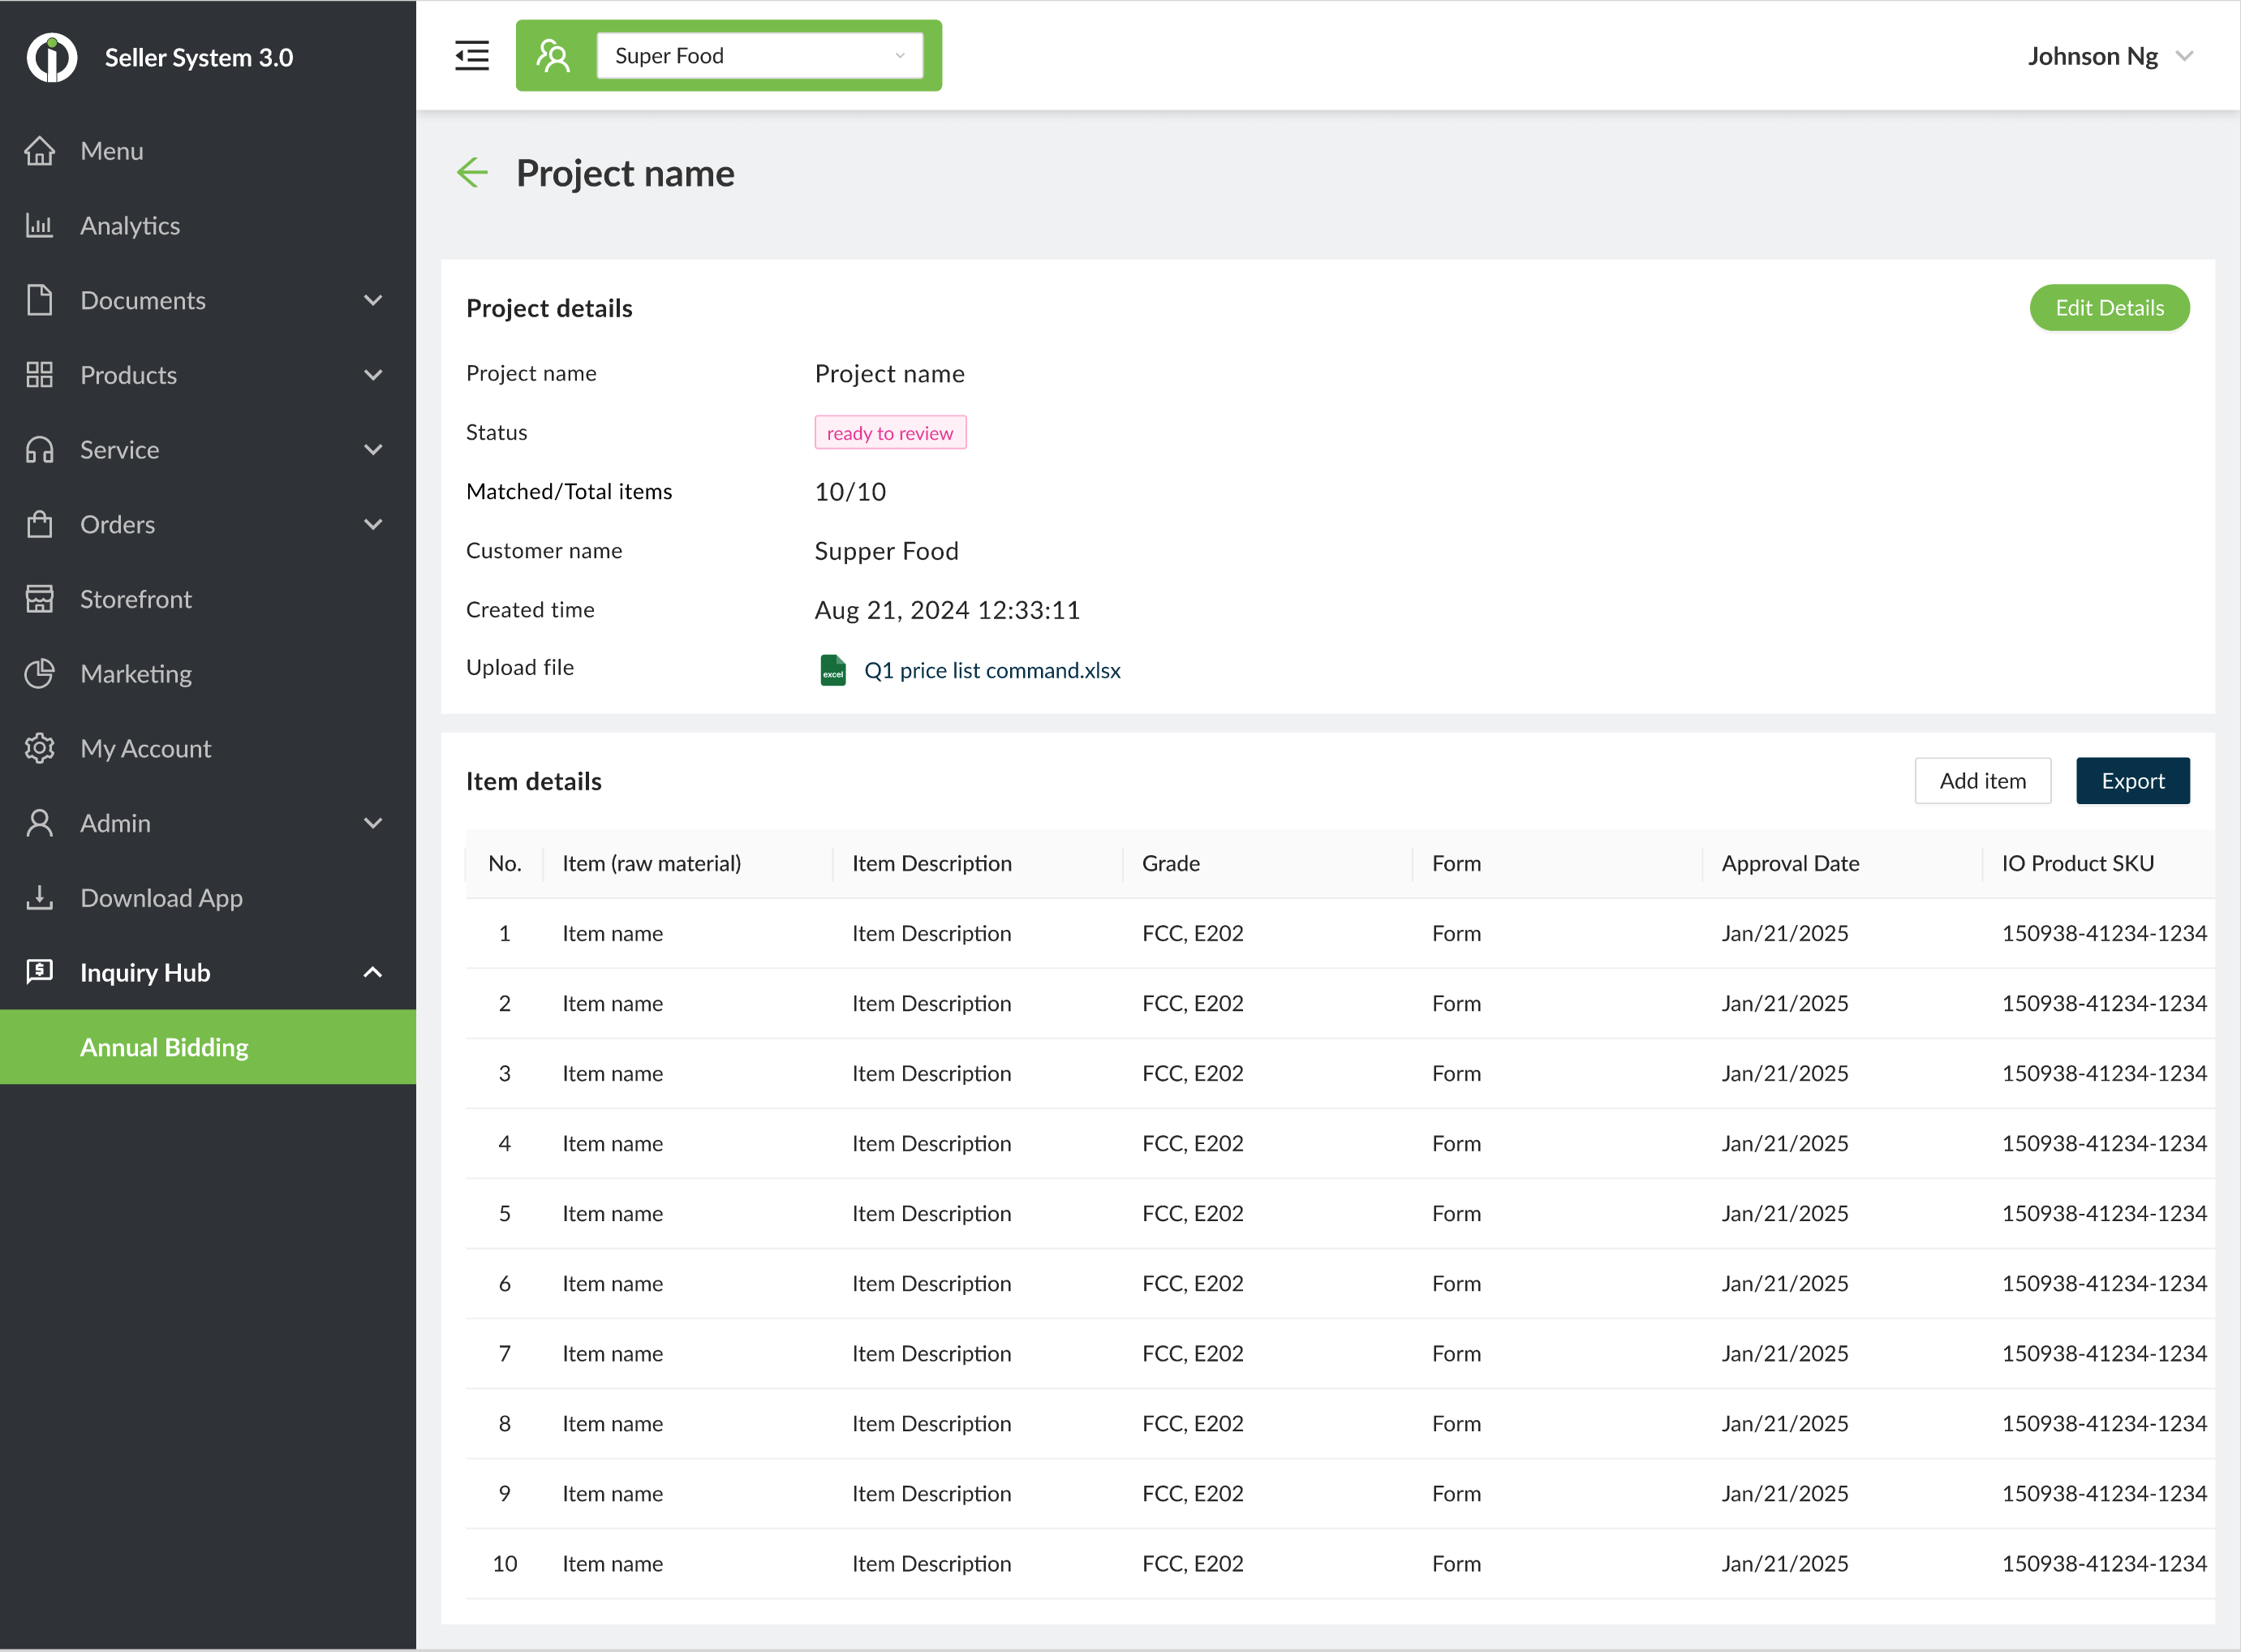 Seller System 3.0
Super Food
Johnson Ng
Menu
Analytics
Documents
Products
Service
Orders
Storefront
Marketing
My Account
Admin
Download App
Inquiry Hub
Annual Bidding
Project name
Project details
Edit Details
Project name Project name
Status ready to review
Matched/Total items 10/10
Customer name Supper Food
Created time Aug 21, 2024 12:33:11
Upload file excel Q1 price list command.xlsx
Item details
Add item
Export
No. Item (raw material) Item Description Grade Form Approval Date IO Product SKU
1 Item name Item Description FCC, E202 Form Jan/21/2025 150938-41234-1234
2 Item name Item Description FCC, E202 Form Jan/21/2025 150938-41234-1234
3 Item name Item Description FCC, E202 Form Jan/21/2025 150938-41234-1234
4 Item name Item Description FCC, E202 Form Jan/21/2025 150938-41234-1234
5 Item name Item Description FCC, E202 Form Jan/21/2025 150938-41234-1234
6 Item name Item Description FCC, E202 Form Jan/21/2025 150938-41234-1234
7 Item name Item Description FCC, E202 Form Jan/21/2025 150938-41234-1234
8 Item name Item Description FCC, E202 Form Jan/21/2025 150938-41234-1234
9 Item name Item Description FCC, E202 Form Jan/21/2025 150938-41234-1234
10 Item name Item Description FCC, E202 Form Jan/21/2025 150938-41234-1234